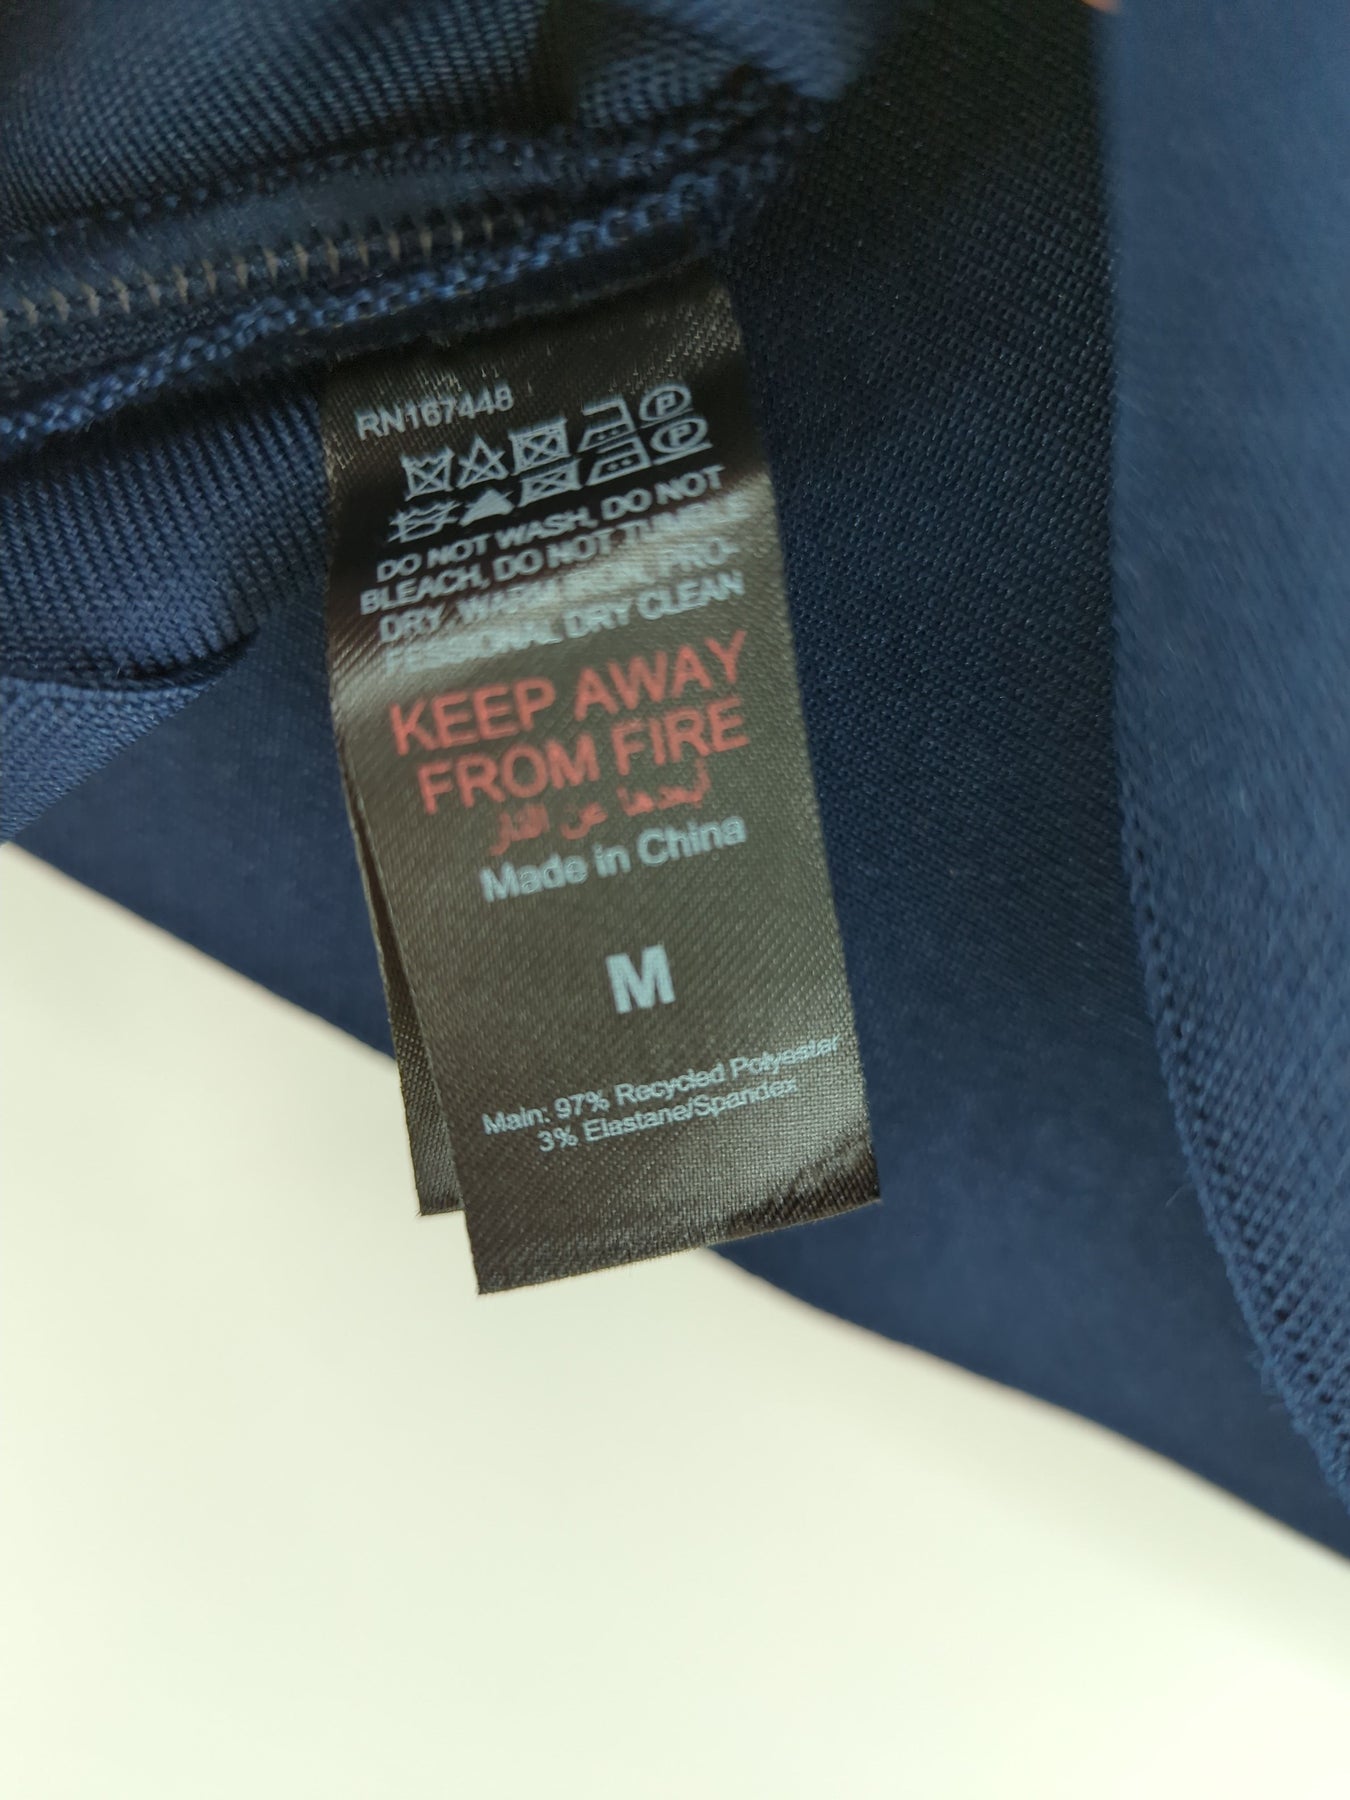 RN167448
DO NOT WASH, DO NOT
BLEACH, DO NOT TUMBLE
DRY, WARM IRON, PRO-
FESSIONAL DRY CLEAN
KEEP AWAY
FROM FIRE
أبعدها عن النار
Made in China
M
Main: 97% Recycled Polyester
3% Elastane/Spandex